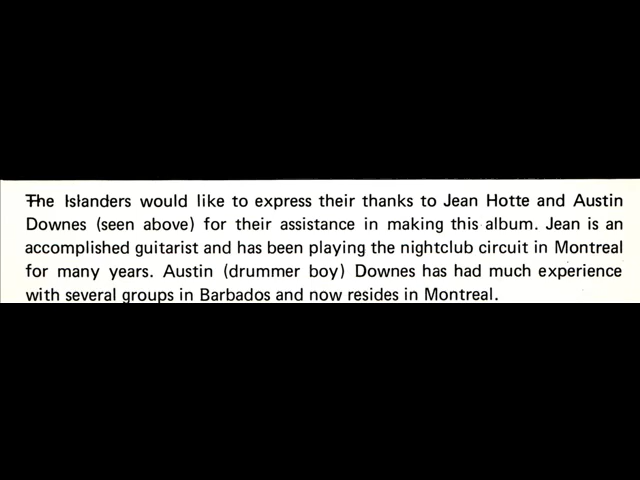 The Islanders would like to express their thanks to Jean Hotte and Austin
Downes (seen above) for their assistance in making this album. Jean is an
accomplished guitarist and has been playing the nightclub circuit in Montreal
for many years. Austin (drummer boy) Downes has had much experience
with several groups in Barbados and now resides in Montreal.